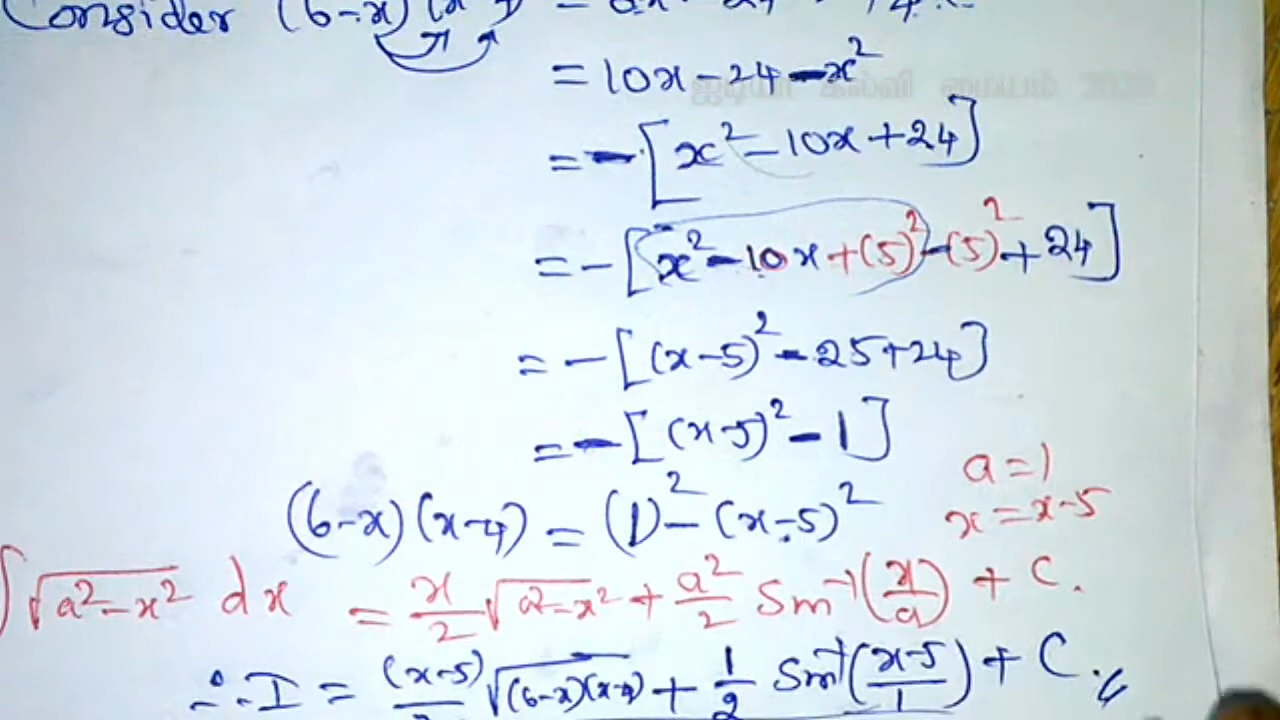 Consider (6-x)(x-4) =
= 10x-24-x²
= -[x²-10x+24]
= -[x²-10x+(5)²-(5)²+24]
= -[(x-5)²-25+24]
= -[(x-5)²-1]
a=1
(6-x)(x-4) = (1)²-(x-5)²
x=x-5
∫√(a²-x²) dx = x/2 √(a²-x²) + a²/2 Sin⁻¹(x/a) + C.
∴ I = (x-5)/2 √((6-x)(x-4)) + 1/2 Sin⁻¹((x-5)/1) + C.